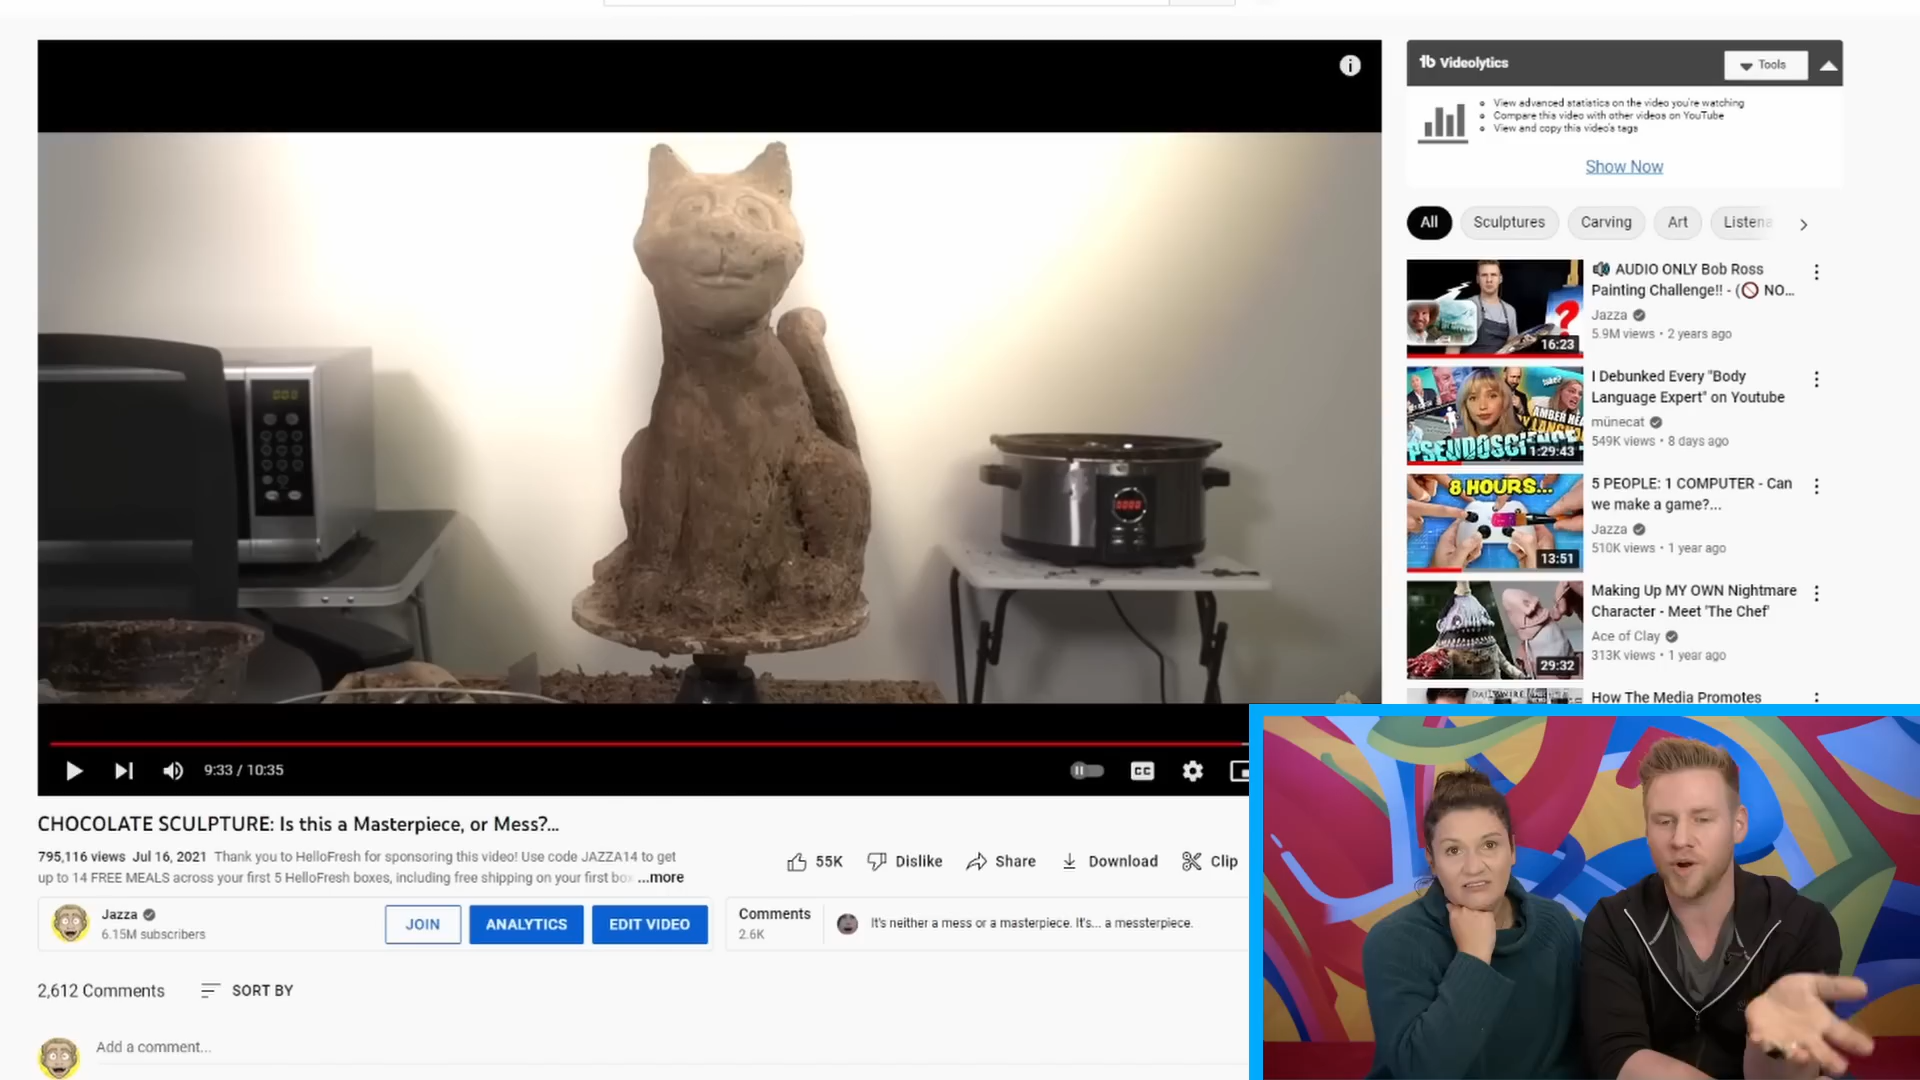 Videolytics
Tools
View advanced statistics on the video you're watching
Compare this video with other videos on YouTube
View and copy this video's tags
Show Now
All
Sculptures
Carving
Art
Listena
AUDIO ONLY Bob Ross
Painting Challenge!! - (🚫 NO...
Jazza
5.9M views • 2 years ago
?
16:23
I Debunked Every "Body
Language Expert" on Youtube
münecat
549K views • 8 days ago
AMBER HEA
PSEUDOSCIENCE
1:29:43
5 PEOPLE: 1 COMPUTER - Can
we make a game?...
Jazza
510K views • 1 year ago
8 HOURS...
13:51
Making Up MY OWN Nightmare
Character - Meet 'The Chef'
Ace of Clay
313K views • 1 year ago
29:32
How The Media Promotes
9:33 / 10:35
CC
CHOCOLATE SCULPTURE: Is this a Masterpiece, or Mess?...
795,116 views Jul 16, 2021 Thank you to HelloFresh for sponsoring this video! Use code JAZZA14 to get
up to 14 FREE MEALS across your first 5 HelloFresh boxes, including free shipping on your first bo ...more
55K
Dislike
Share
Download
Clip
Jazza
6.15M subscribers
JOIN
ANALYTICS
EDIT VIDEO
Comments
2.6K
It's neither a mess or a masterpiece. It's... a messterpiece.
2,612 Comments
SORT BY
Add a comment...